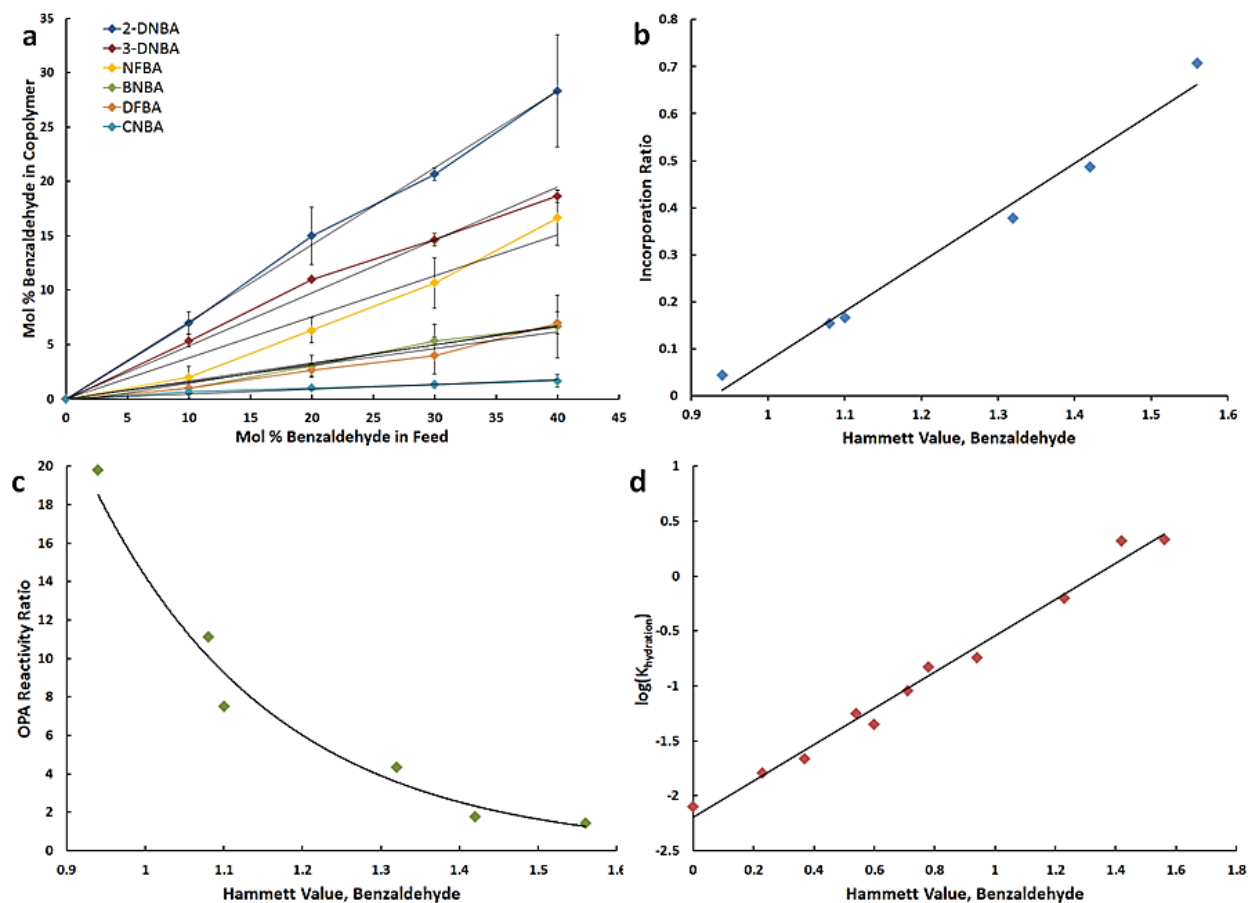 a
2-DNBA
3-DNBA
NFBA
BNBA
DFBA
CNBA
Mol % Benzaldehyde in Copolymer
35
30
25
20
15
10
5
0
0 5 10 15 20 25 30 35 40 45
Mol % Benzaldehyde in Feed
b
Incorporation Ratio
0.8
0.7
0.6
0.5
0.4
0.3
0.2
0.1
0
0.9 1 1.1 1.2 1.3 1.4 1.5 1.6
Hammett Value, Benzaldehyde
c
OPA Reactivity Ratio
20
18
16
14
12
10
8
6
4
2
0
0.9 1 1.1 1.2 1.3 1.4 1.5 1.6
Hammett Value, Benzaldehyde
d
log(Khydration)
1
0.5
0
-0.5
-1
-1.5
-2
-2.5
0 0.2 0.4 0.6 0.8 1 1.2 1.4 1.6 1.8
Hammett Value, Benzaldehyde